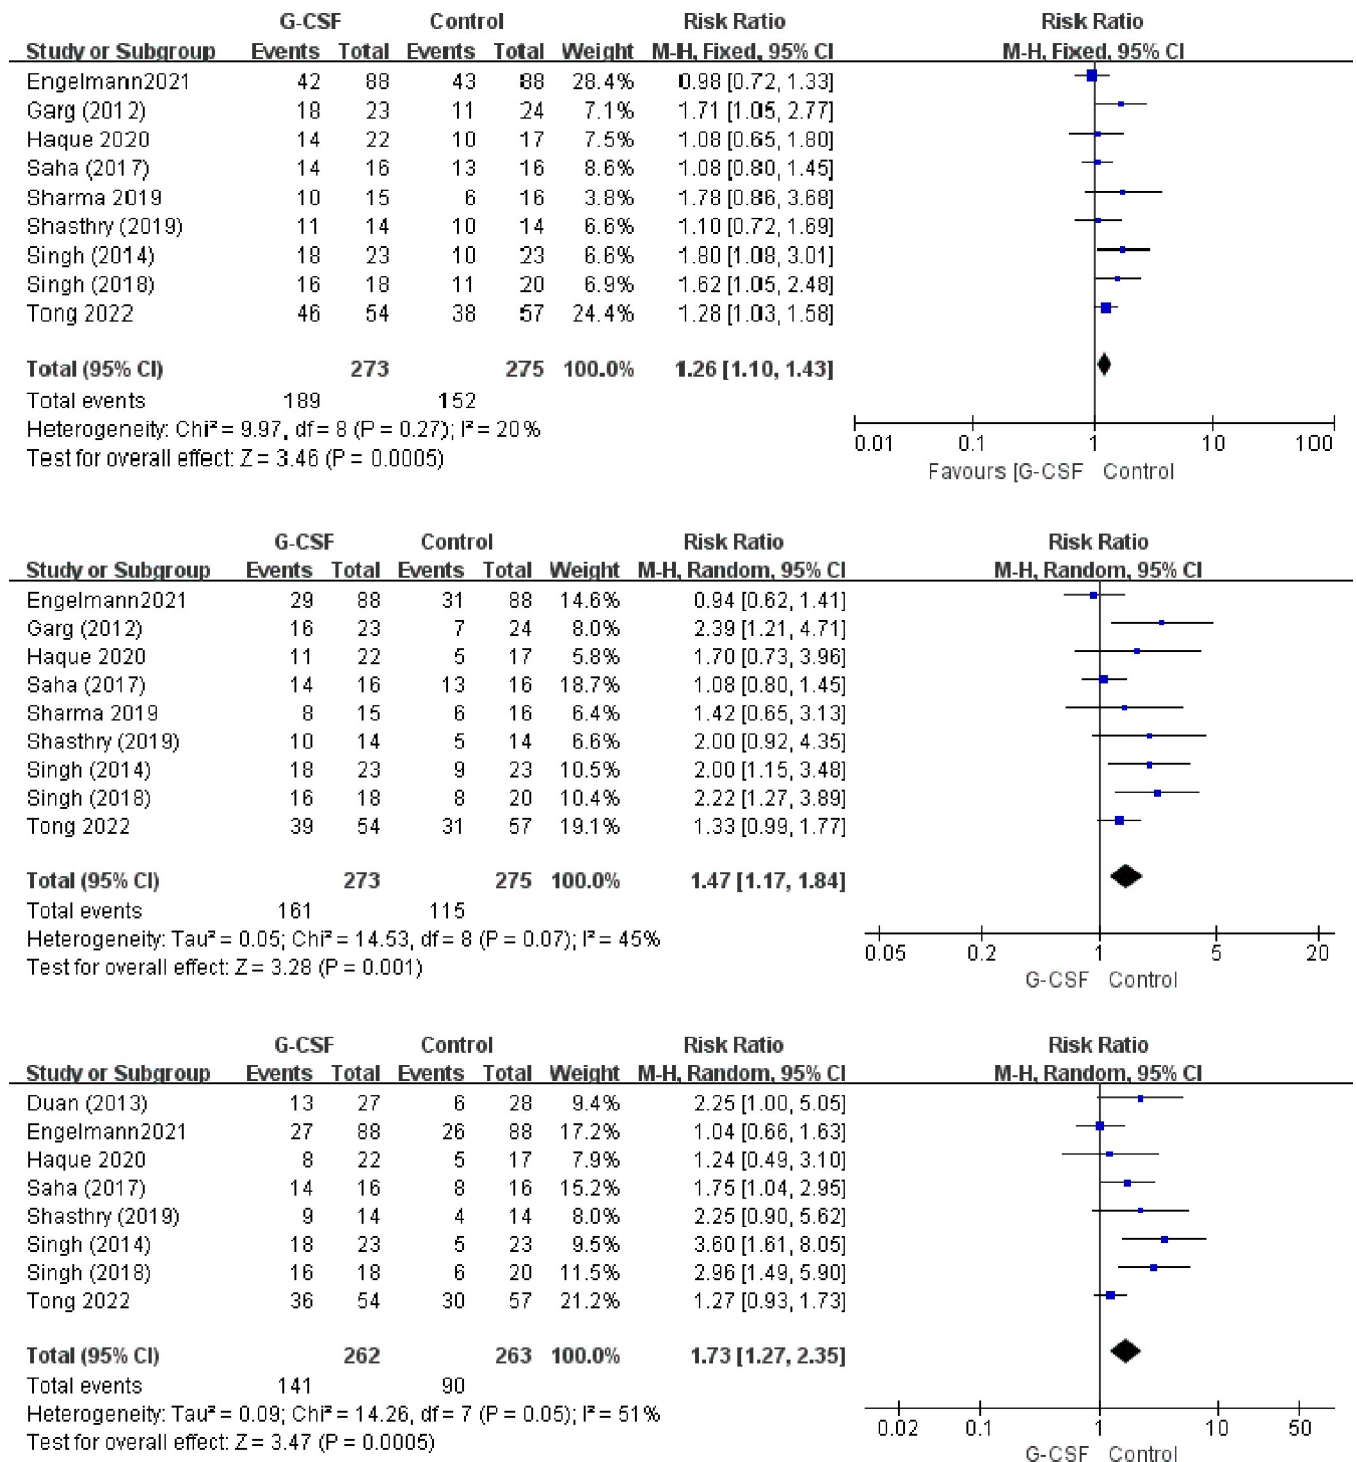 G-CSF Control Risk Ratio Risk Ratio
Study or Subgroup Events Total Events Total Weight M-H, Fixed, 95% CI M-H, Fixed, 95% CI
Engelmann2021 42 88 43 88 28.4% 0.98 [0.72, 1.33]
Garg (2012) 18 23 11 24 7.1% 1.71 [1.05, 2.77]
Haque 2020 14 22 10 17 7.5% 1.08 [0.65, 1.80]
Saha (2017) 14 16 13 16 8.6% 1.08 [0.80, 1.45]
Sharma 2019 10 15 6 16 3.8% 1.78 [0.86, 3.68]
Shasthry (2019) 11 14 10 14 6.6% 1.10 [0.72, 1.69]
Singh (2014) 18 23 10 23 6.6% 1.80 [1.08, 3.01]
Singh (2018) 16 18 11 20 6.9% 1.62 [1.05, 2.48]
Tong 2022 46 54 38 57 24.4% 1.28 [1.03, 1.58]
Total (95% CI) 273 275 100.0% 1.26 [1.10, 1.43]
Total events 189 152
Heterogeneity: Chi² = 9.97, df = 8 (P = 0.27); I² = 20%
Test for overall effect: Z = 3.46 (P = 0.0005)
0.01 0.1 1 10 100
Favours [G-CSF Control
G-CSF Control Risk Ratio Risk Ratio
Study or Subgroup Events Total Events Total Weight M-H, Random, 95% CI M-H, Random, 95% CI
Engelmann2021 29 88 31 88 14.6% 0.94 [0.62, 1.41]
Garg (2012) 16 23 7 24 8.0% 2.39 [1.21, 4.71]
Haque 2020 11 22 5 17 5.8% 1.70 [0.73, 3.96]
Saha (2017) 14 16 13 16 18.7% 1.08 [0.80, 1.45]
Sharma 2019 8 15 6 16 6.4% 1.42 [0.65, 3.13]
Shasthry (2019) 10 14 5 14 6.6% 2.00 [0.92, 4.35]
Singh (2014) 18 23 9 23 10.5% 2.00 [1.15, 3.48]
Singh (2018) 16 18 8 20 10.4% 2.22 [1.27, 3.89]
Tong 2022 39 54 31 57 19.1% 1.33 [0.99, 1.77]
Total (95% CI) 273 275 100.0% 1.47 [1.17, 1.84]
Total events 161 115
Heterogeneity: Tau² = 0.05; Chi² = 14.53, df = 8 (P = 0.07); I² = 45%
Test for overall effect: Z = 3.28 (P = 0.001)
0.05 0.2 1 5 20
G-CSF Control
G-CSF Control Risk Ratio Risk Ratio
Study or Subgroup Events Total Events Total Weight M-H, Random, 95% CI M-H, Random, 95% CI
Duan (2013) 13 27 6 28 9.4% 2.25 [1.00, 5.05]
Engelmann2021 27 88 26 88 17.2% 1.04 [0.66, 1.63]
Haque 2020 8 22 5 17 7.9% 1.24 [0.49, 3.10]
Saha (2017) 14 16 8 16 15.2% 1.75 [1.04, 2.95]
Shasthry (2019) 9 14 4 14 8.0% 2.25 [0.90, 5.62]
Singh (2014) 18 23 5 23 9.5% 3.60 [1.61, 8.05]
Singh (2018) 16 18 6 20 11.5% 2.96 [1.49, 5.90]
Tong 2022 36 54 30 57 21.2% 1.27 [0.93, 1.73]
Total (95% CI) 262 263 100.0% 1.73 [1.27, 2.35]
Total events 141 90
Heterogeneity: Tau² = 0.09; Chi² = 14.26, df = 7 (P = 0.05); I² = 51%
Test for overall effect: Z = 3.47 (P = 0.0005)
0.02 0.1 1 10 50
G-CSF Control